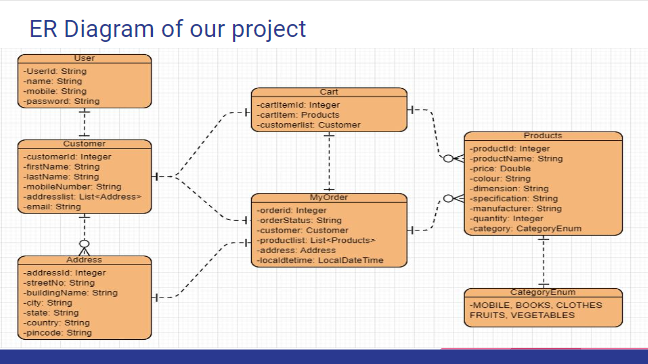 ER Diagram of our project
User
-UserId: String
-name: String
-mobile: String
-password: String
Customer
-customerId: Integer
-firstName: String
-lastName: String
-mobileNumber: String
-addresslist: List<Address>
-email: String
Address
-addressId: Integer
-streetNo: String
-buildingName: String
-city: String
-state: String
-country: String
-pincode: String
Cart
-cartItemId: Integer
-cartItem: Products
-customerlist: Customer
MyOrder
-orderid: Integer
-orderStatus: String
-customer: Customer
-productlist: List<Products>
-address: Address
-localdtetime: LocalDateTime
Products
-productId: Integer
-productName: String
-price: Double
-colour: String
-dimension: String
-specification: String
-manufacturer: String
-quantity: Integer
-category: CategoryEnum
CategoryEnum
-MOBILE, BOOKS, CLOTHES
FRUITS, VEGETABLES